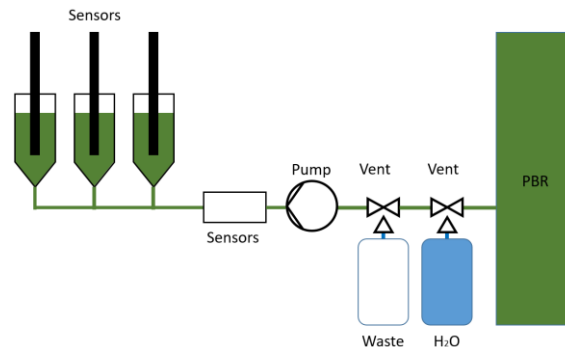 Sensors
Pump
Vent
Vent
PBR
Sensors
Waste
H₂O